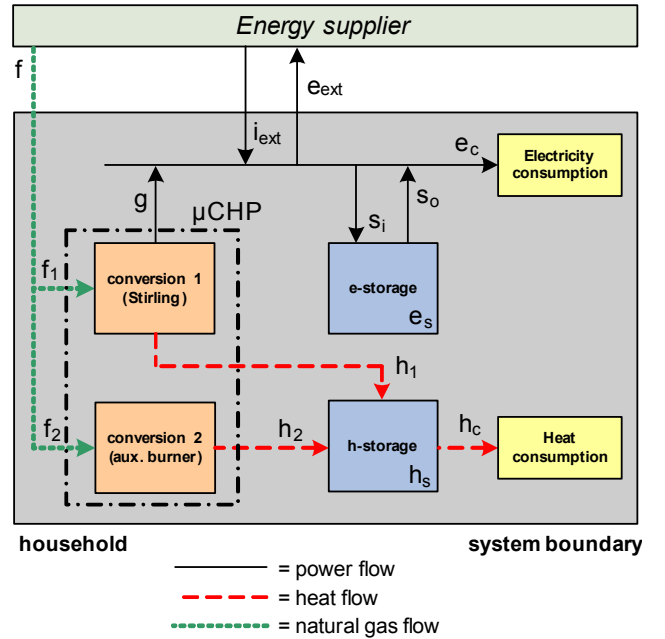 Energy supplier
f
e_ext
i_ext
e_c
Electricity
consumption
g
µCHP
s_i
s_o
f_1
conversion 1
(Stirling)
e-storage
e_s
h_1
f_2
conversion 2
(aux. burner)
h_2
h-storage
h_s
h_c
Heat
consumption
household
system boundary
= power flow
= heat flow
= natural gas flow